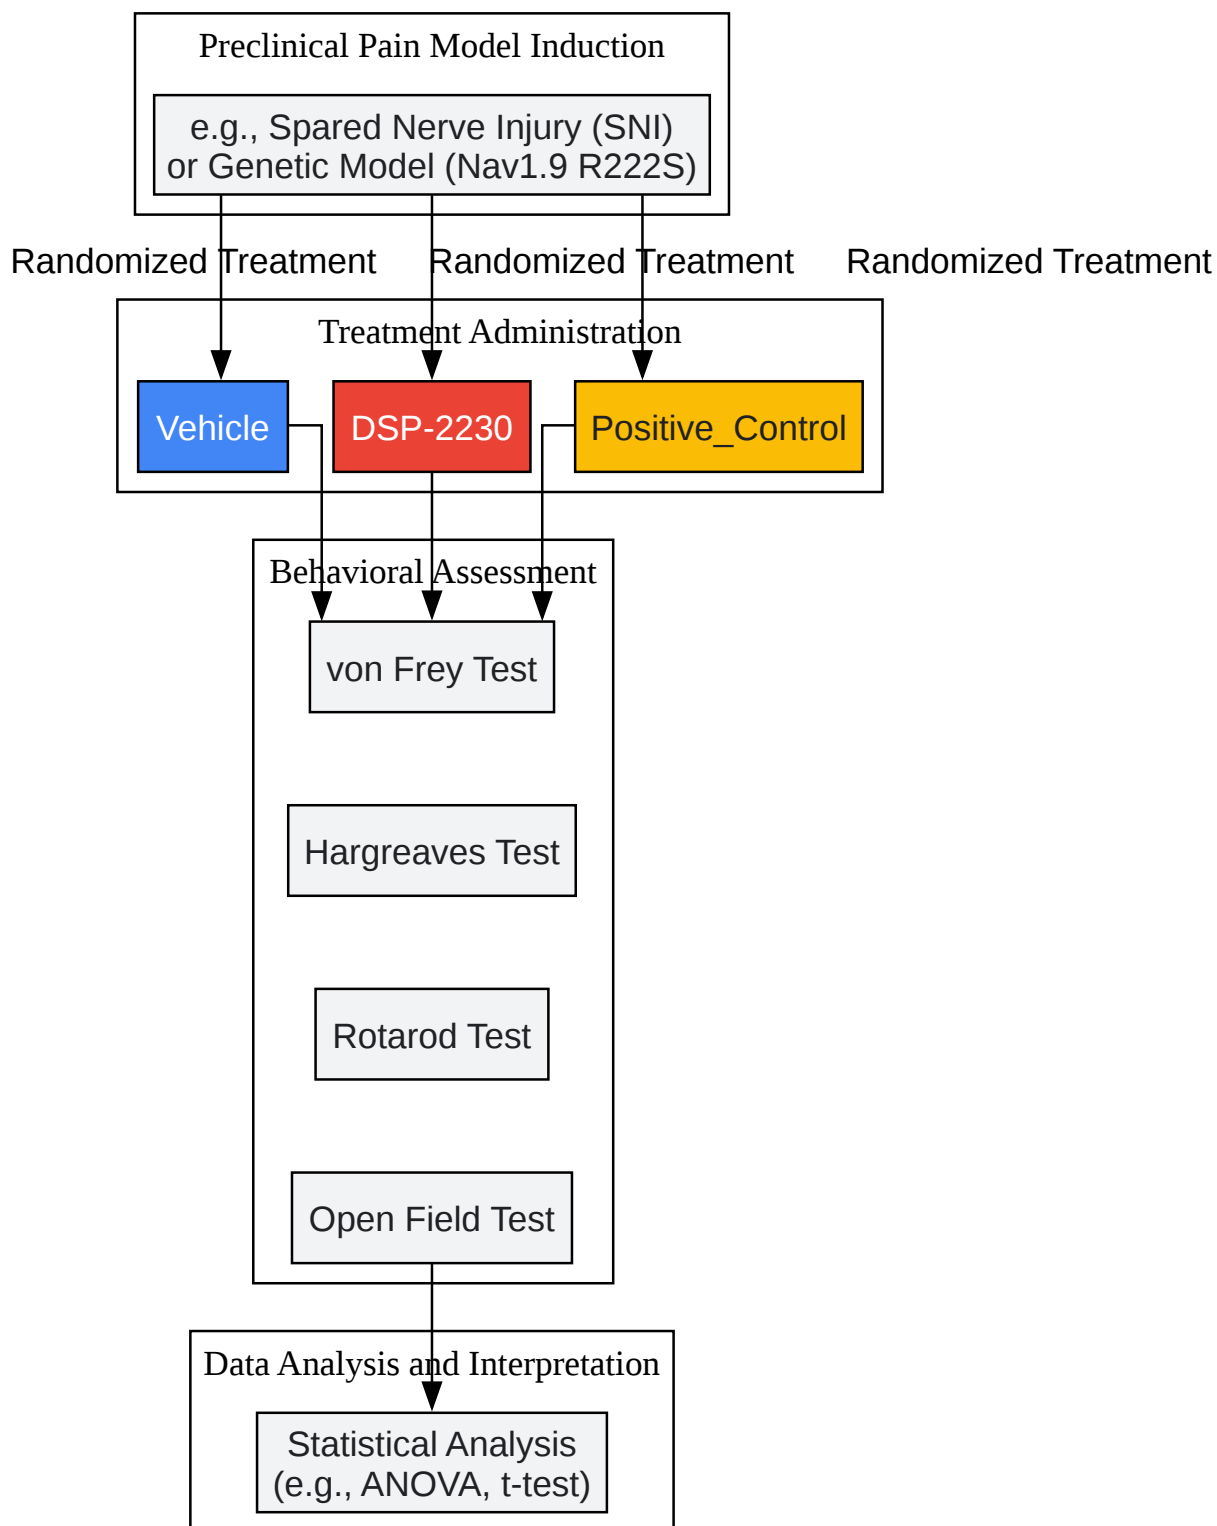 Preclinical Pain Model Induction
e.g., Spared Nerve Injury (SNI)
or Genetic Model (Nav1.9 R222S)
Randomized Treatment
Randomized Treatment
Randomized Treatment
Treatment Administration
Vehicle
DSP-2230
Positive_Control
Behavioral Assessment
von Frey Test
Hargreaves Test
Rotarod Test
Open Field Test
Data Analysis and Interpretation
Statistical Analysis
(e.g., ANOVA, t-test)